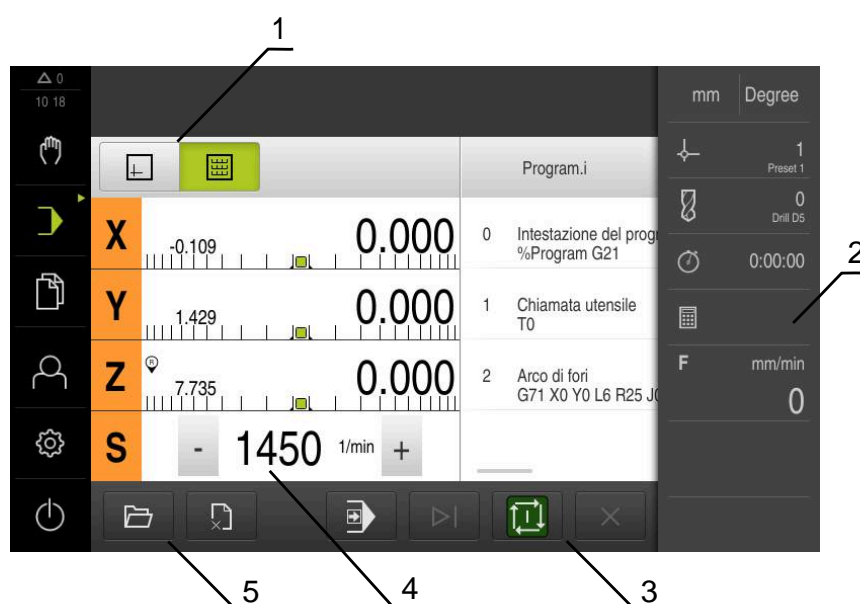 1
0
10 18
mm Degree
Program.i
1
Preset 1
X -0.109 0.000
0 Intestazione del progr
%Program G21
0
Drill D5
2
0:00:00
Y 1.429 0.000
1 Chiamata utensile
T0
Z R 7.735 0.000
2 Arco di fori
G71 X0 Y0 L6 R25 J0
F mm/min
0
S - 1450 1/min +
5 4 3